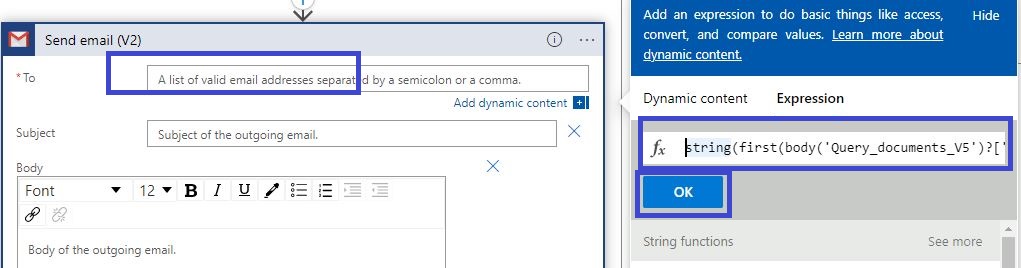 Send email (V2)
* To
A list of valid email addresses separated by a semicolon or a comma.
Add dynamic content
Subject
Subject of the outgoing email.
Body
Font
12
B I U
Body of the outgoing email.
Add an expression to do basic things like access,
convert, and compare values. Learn more about
dynamic content.
Hide
Dynamic content Expression
fx string(first(body('Query_documents_V5')?['
OK
String functions See more